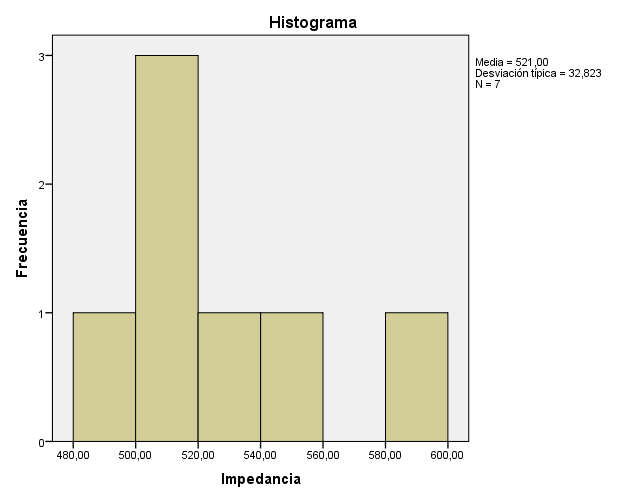 Histograma
Media = 521,00
Desviación típica = 32,823
N = 7
Frecuencia
3
2
1
0
480,00 500,00 520,00 540,00 560,00 580,00 600,00
Impedancia